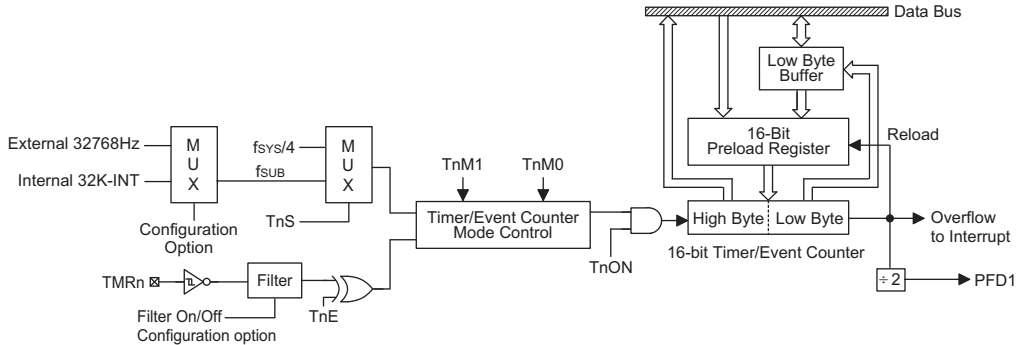 Data Bus
Low Byte
Buffer
External 32768Hz
Internal 32K-INT
M
U
X
fSYS/4
fSUB
M
U
X
TnS
Configuration
Option
TnM1
TnM0
Timer/Event Counter
Mode Control
16-Bit
Preload Register
Reload
High Byte
Low Byte
16-bit Timer/Event Counter
TnON
Overflow
to Interrupt
÷ 2
PFD1
TMRn
Filter
TnE
Filter On/Off
Configuration option